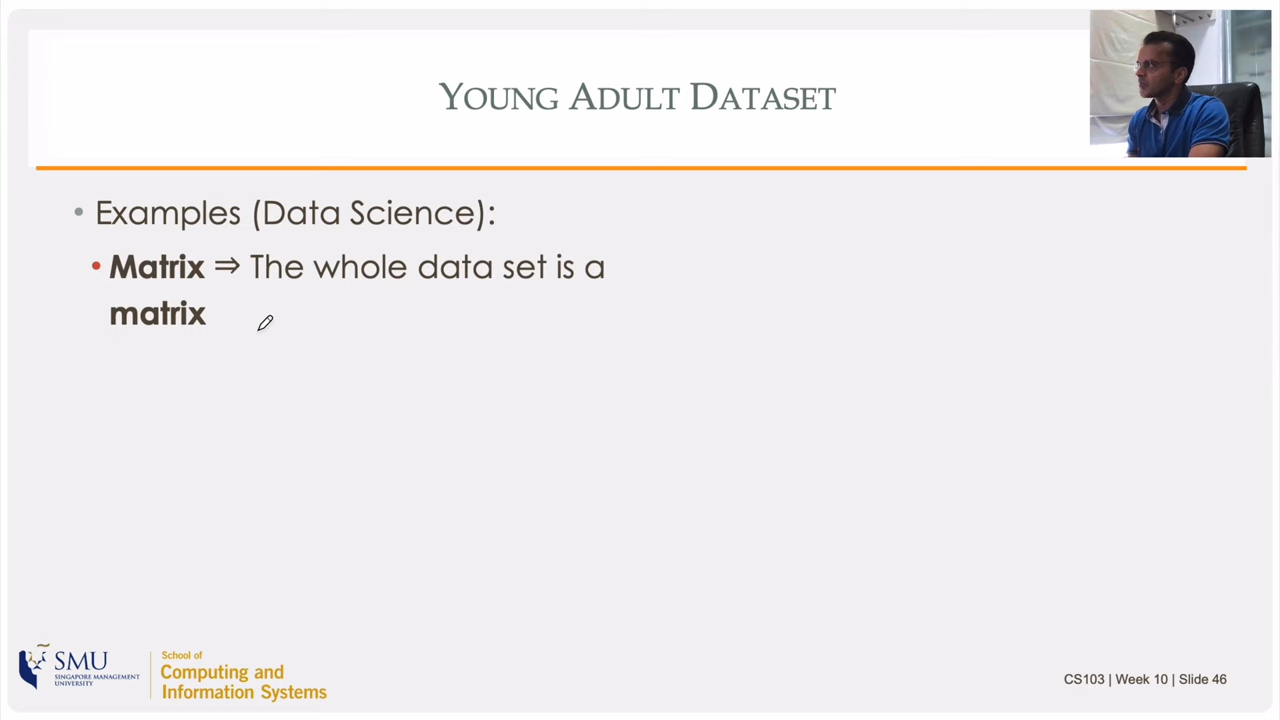 YOUNG ADULT DATASET
• Examples (Data Science):
• Matrix ⇒ The whole data set is a
matrix
SMU
SINGAPORE MANAGEMENT
UNIVERSITY
School of
Computing and
Information Systems
CS103 | Week 10 | Slide 46